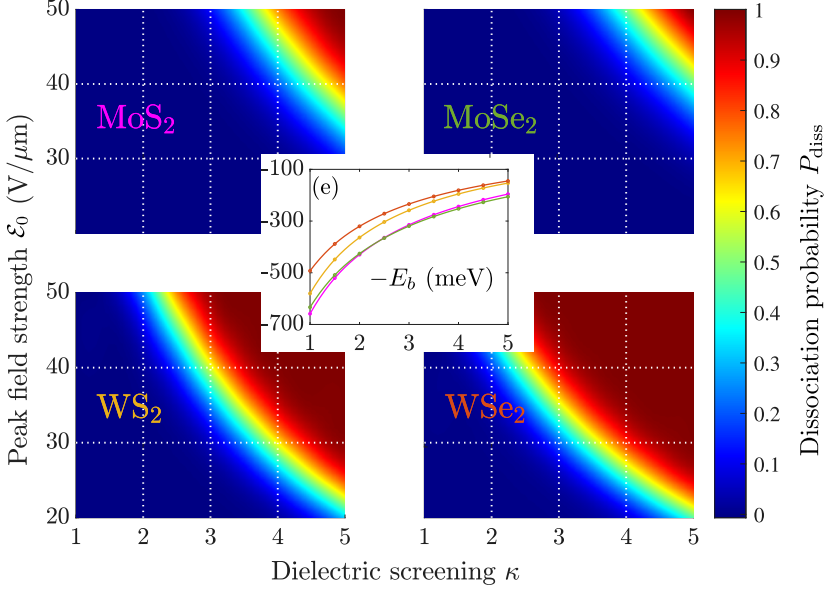 50
40
30
MoS₂
MoSe₂
(e)
-100
-300
-500
-700
−E_b (meV)
1 2 3 4 5
50
40
30
20
WS₂
WSe₂
1 2 3 4 5
1 2 3 4 5
Peak field strength ℰ₀ (V/μm)
Dielectric screening κ
1
0.9
0.8
0.7
0.6
0.5
0.4
0.3
0.2
0.1
0
Dissociation probability P_diss